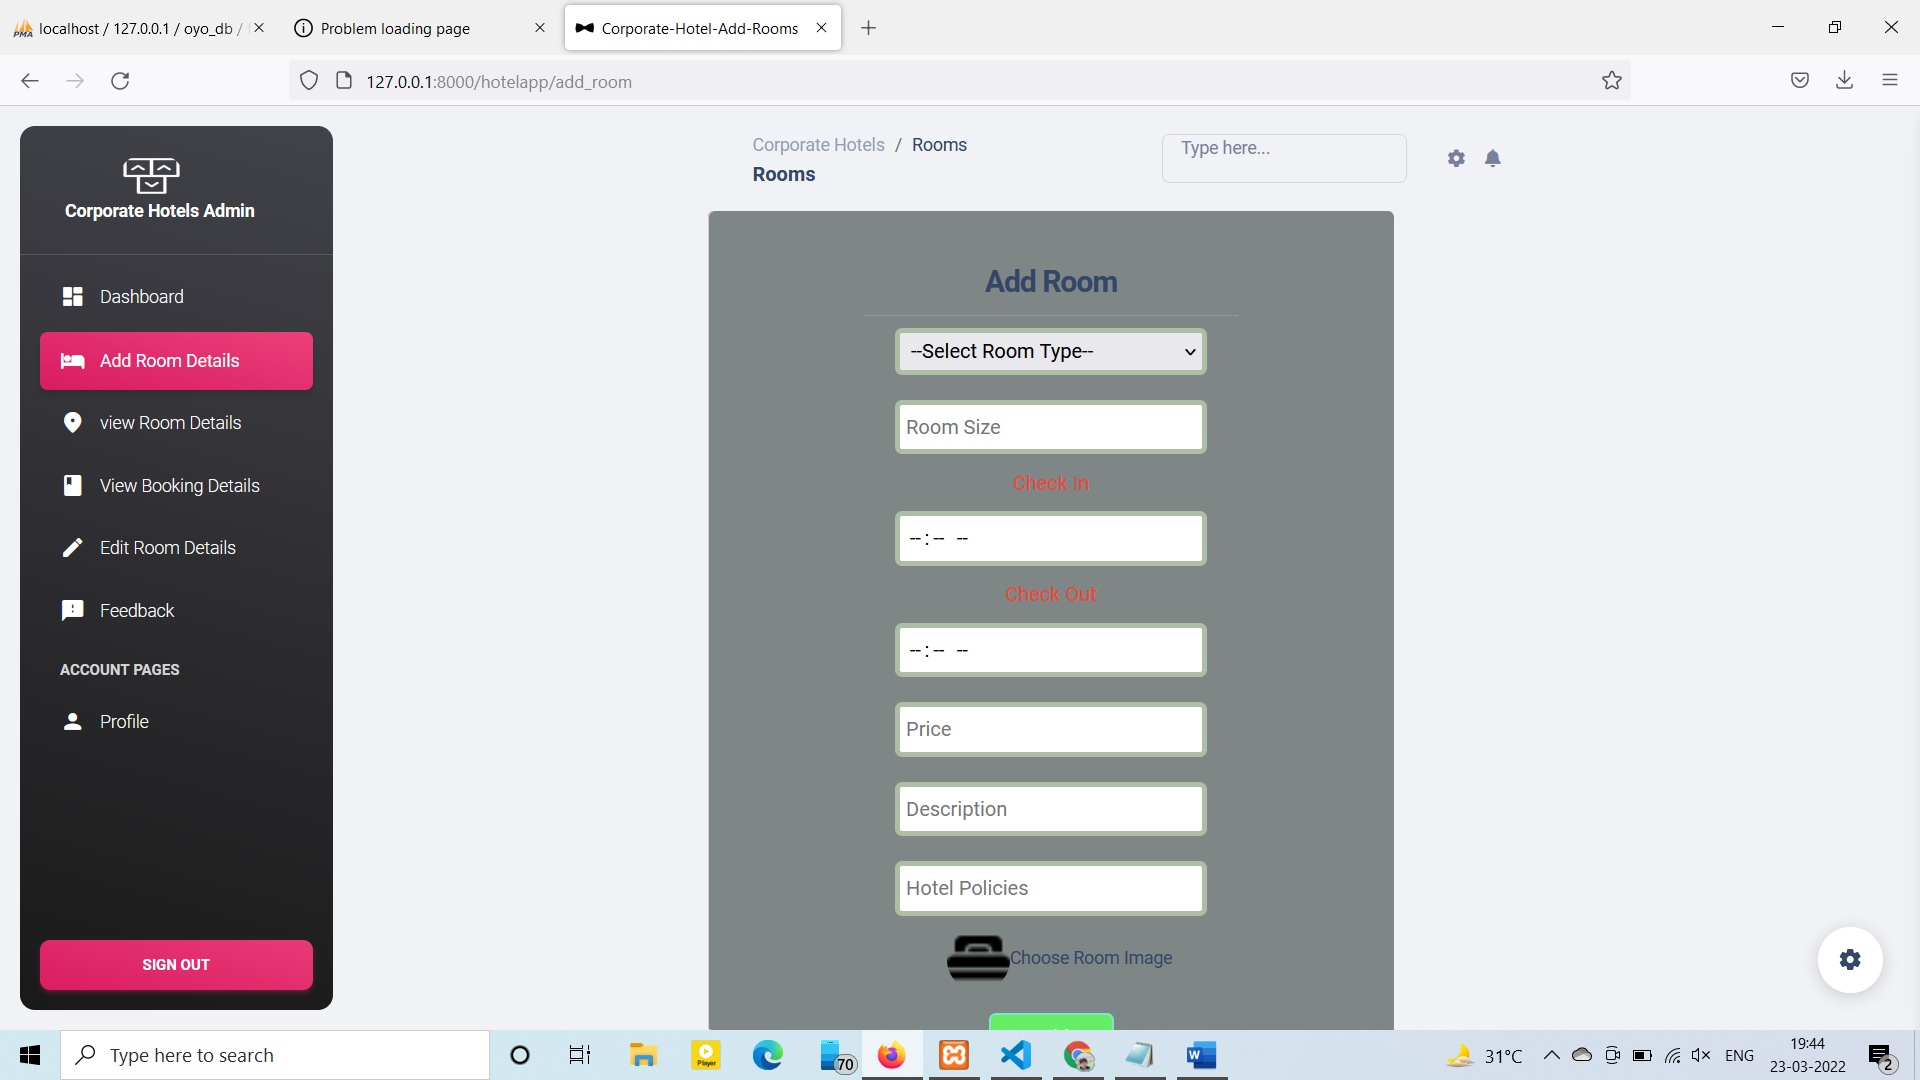 localhost / 127.0.0.1 / oyo_db /
Problem loading page
Corporate-Hotel-Add-Rooms
127.0.0.1:8000/hotelapp/add_room
Corporate Hotels Admin
Dashboard
Add Room Details
view Room Details
View Booking Details
Edit Room Details
Feedback
ACCOUNT PAGES
Profile
SIGN OUT
Corporate Hotels / Rooms
Rooms
Type here...
Add Room
--Select Room Type--
Room Size
Check In
--:-- --
Check Out
--:-- --
Price
Description
Hotel Policies
Choose Room Image
Type here to search
Player
70
31°C
ENG
19:44
23-03-2022
2